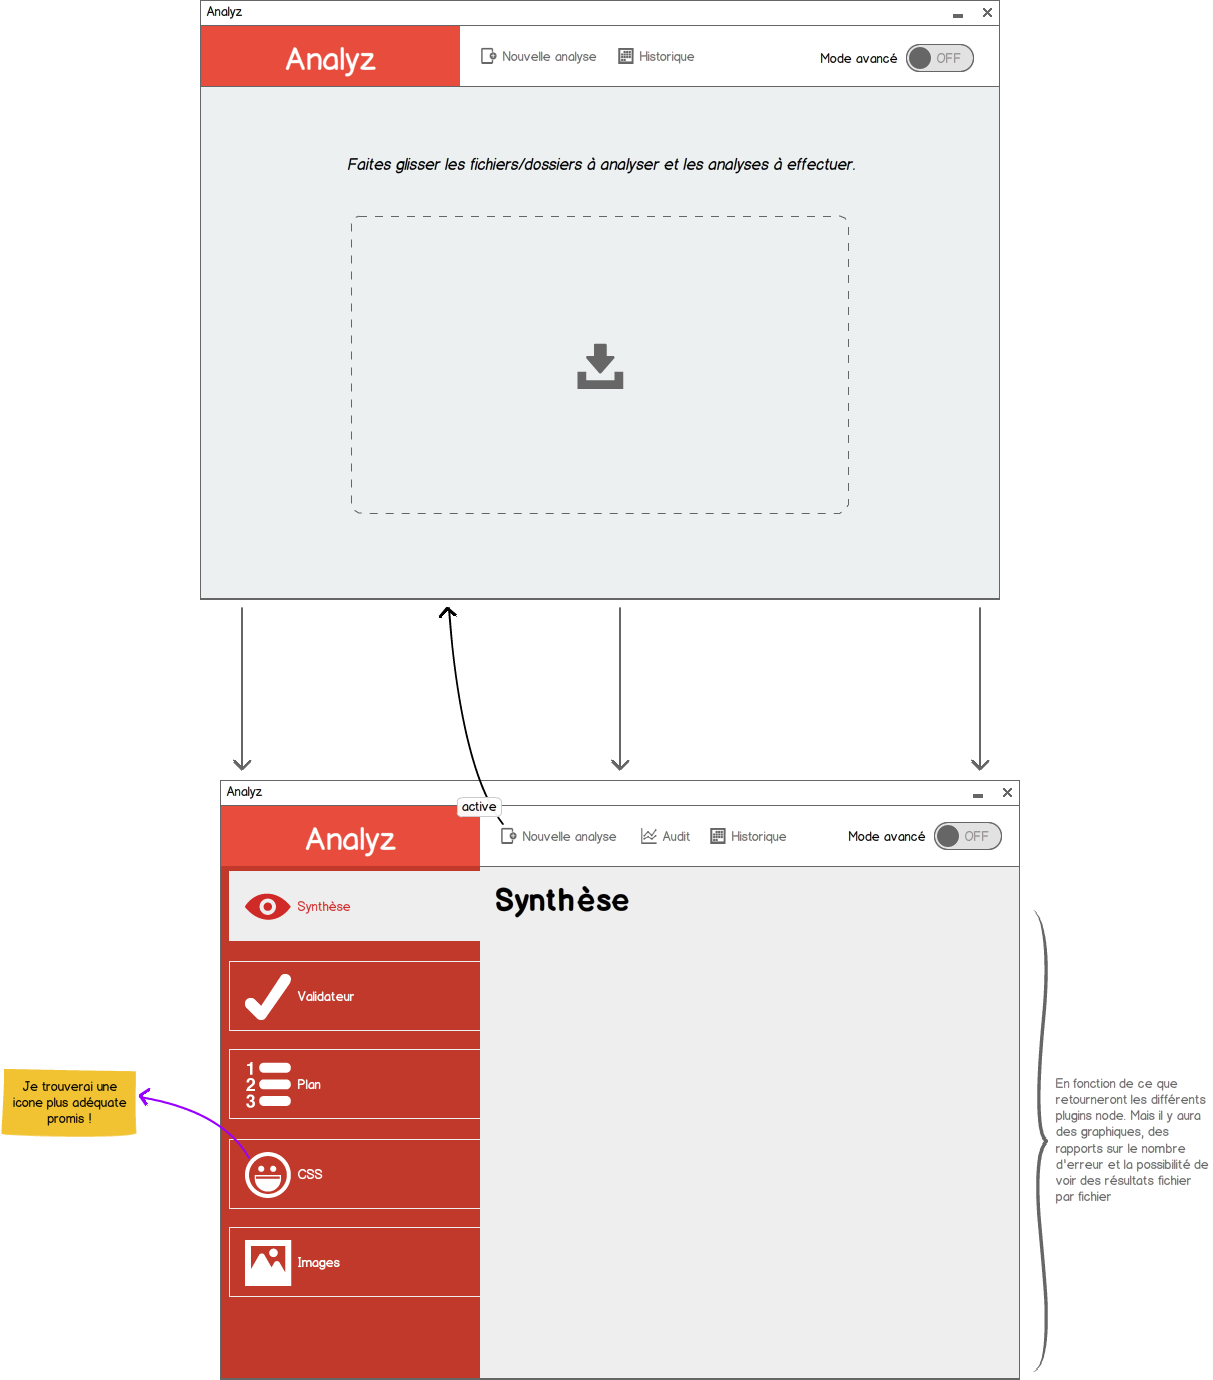 Analyz
Analyz
Nouvelle analyse
Historique
Mode avancé
OFF
Faites glisser les fichiers/dossiers à analyser et les analyses à effectuer.
active
Analyz
Analyz
Nouvelle analyse
Audit
Historique
Mode avancé
OFF
Synthèse
Synthèse
Validateur
1
2
3
Plan
CSS
Images
Je trouverai une
icone plus adéquate
promis !
En fonction de ce que
retourneront les différents
plugins node. Mais il y aura
des graphiques, des
rapports sur le nombre
d'erreur et la possibilité de
voir des résultats fichier
par fichier